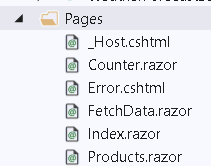 Pages
_Host.cshtml
Counter.razor
Error.cshtml
FetchData.razor
Index.razor
Products.razor